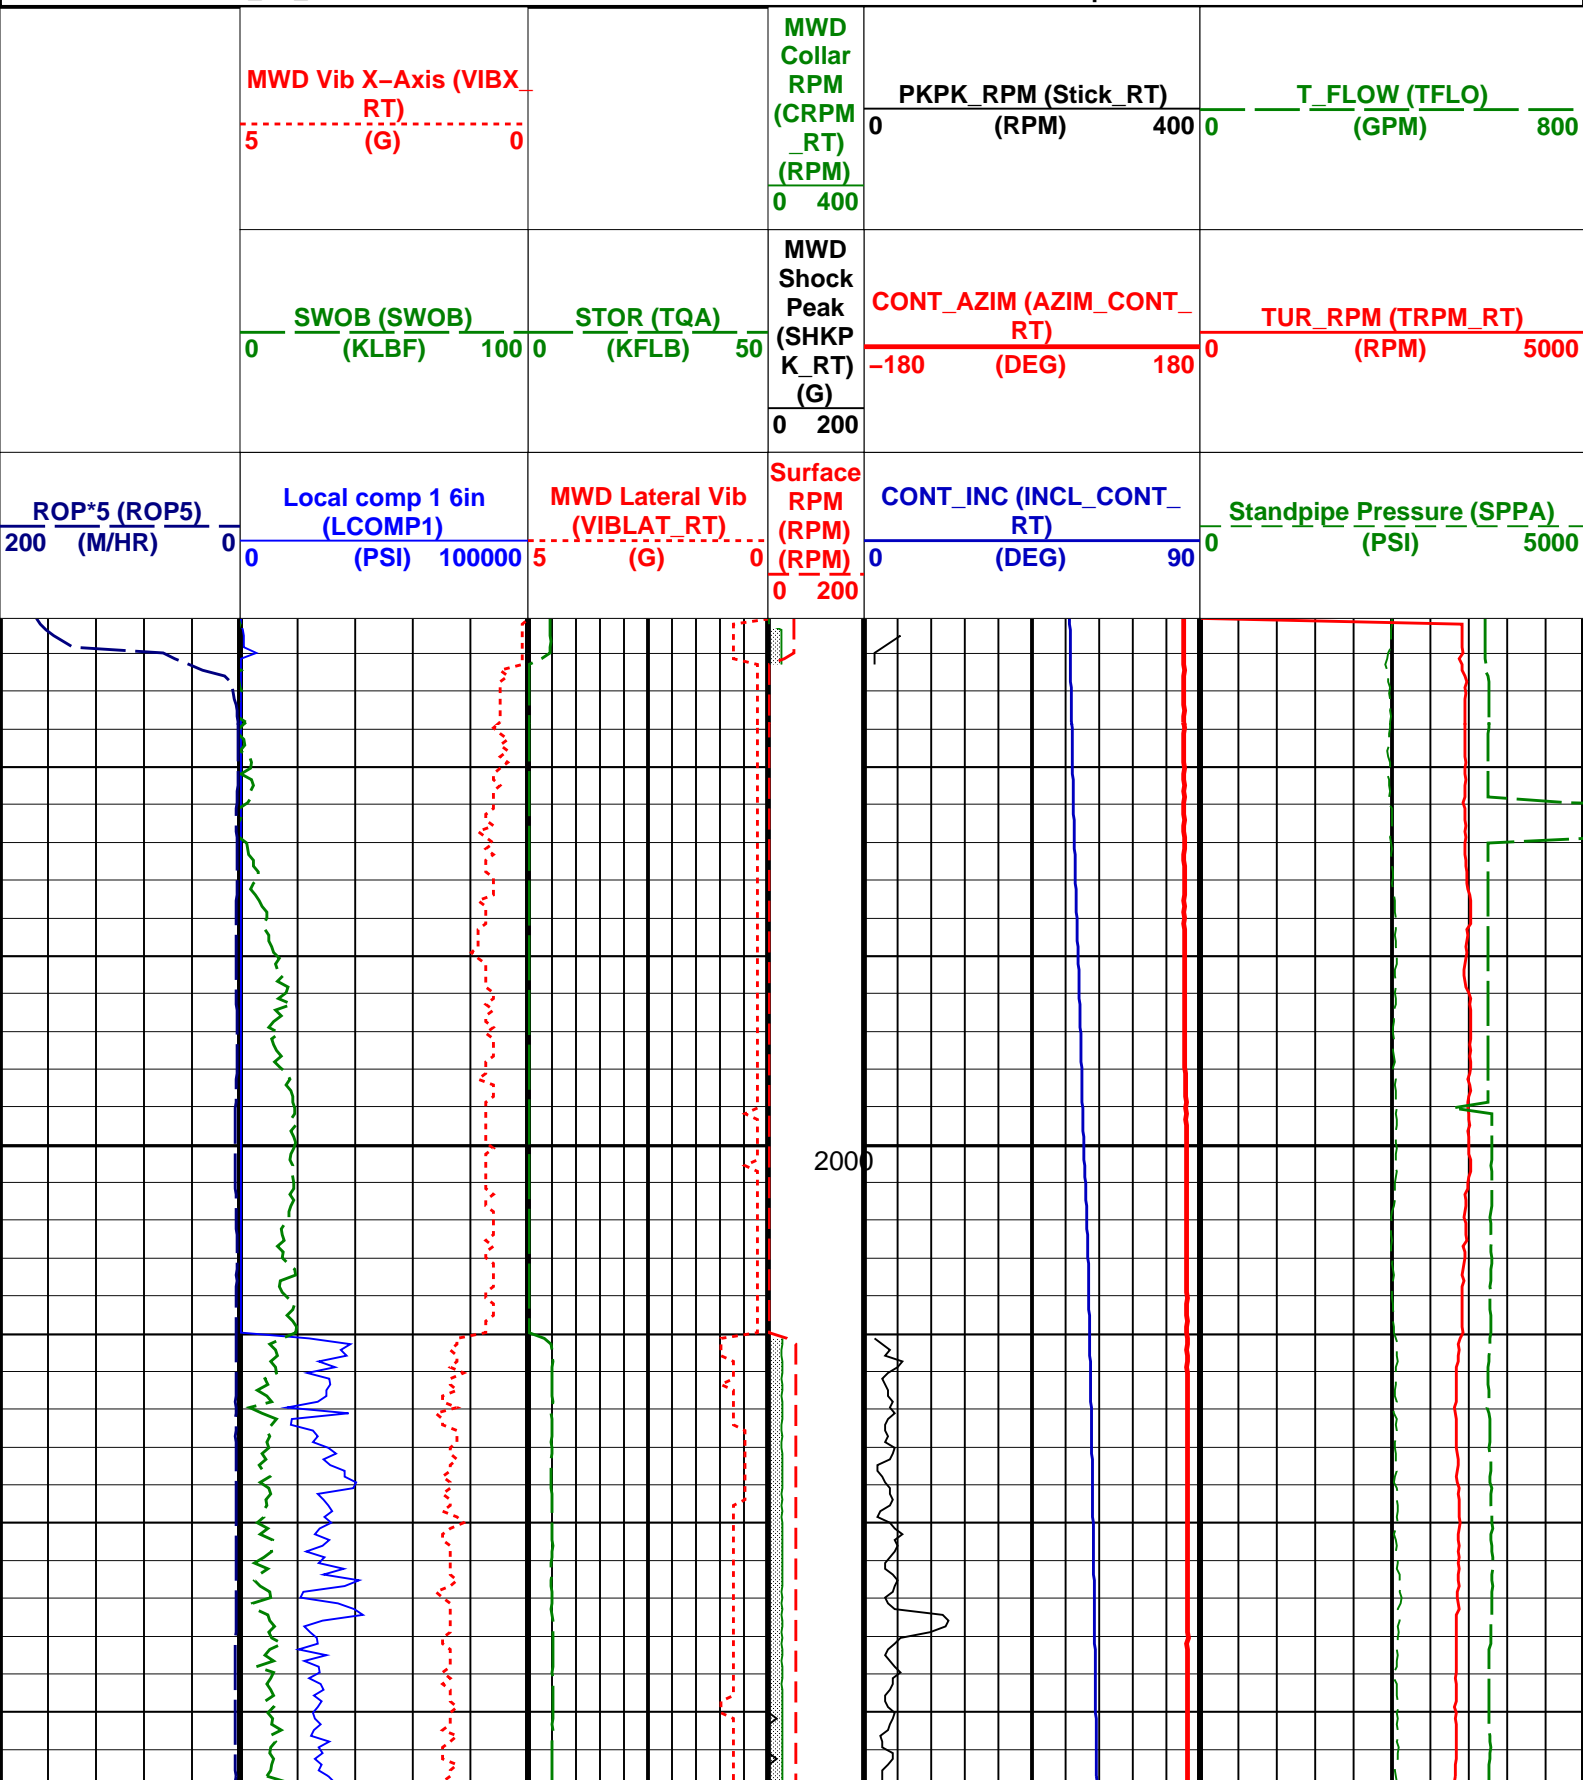 MWD Vib X−Axis (VIBX_
RT)
(G)
5 0
MWD
Collar
RPM
(CRPM
_RT)
(RPM)
0 400
PKPK_RPM (Stick_RT)
0 (RPM) 400
T_FLOW (TFLO)
0 (GPM) 800
SWOB (SWOB)
0 (KLBF) 100
STOR (TQA)
0 (KFLB) 50
MWD
Shock
Peak
(SHKP
K_RT)
(G)
0 200
CONT_AZIM (AZIM_CONT_
RT)
−180 (DEG) 180
TUR_RPM (TRPM_RT)
0 (RPM) 5000
ROP*5 (ROP5)
200 (M/HR) 0
Local comp 1 6in
(LCOMP1)
0 (PSI) 100000
MWD Lateral Vib
(VIBLAT_RT)
5 (G) 0
Surface
RPM
(RPM)
(RPM)
0 200
CONT_INC (INCL_CONT_
RT)
0 (DEG) 90
Standpipe Pressure (SPPA)
0 (PSI) 5000
2000